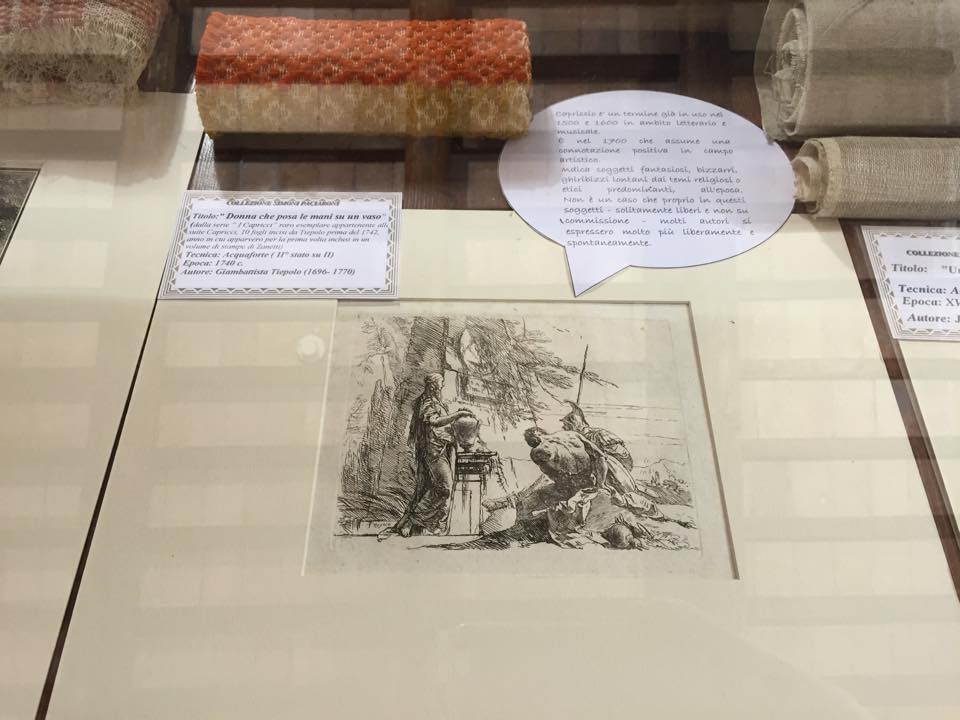 COLLEZIONE SIMONI PACIARONI
Titolo:" Donna che posa le mani su un vaso"
(dalla serie " I Capricci" raro esemplare appartenente alla
suite Capricci, 10 fogli incisi da Tiepolo prima del 1742,
anno in cui apparvero per la prima volta inclusi in un
volume di stampe di Zanetti)
Tecnica: Acquaforte ( II° stato su II)
Epoca: 1740 c.
Autore: Giambattista Tiepolo (1696- 1770)
Capriccio e' un termine già in uso nel
1500 e 1600 in ambito letterario e
musicale.
È nel 1700 che assume una
connotazione positiva in campo
artistico.
Indica soggetti fantasiosi, bizzarri,
ghiribizzi lontani dai temi religiosi o
etici predominanti, all'epoca.
Non è un caso che proprio in questi
soggetti - solitamente liberi e non su
commissione - molti autori si
espressero molto più liberamente e
spontaneamente.
COLLEZIONE
Titolo: "Un
Tecnica: A
Epoca: XV
Autore: J